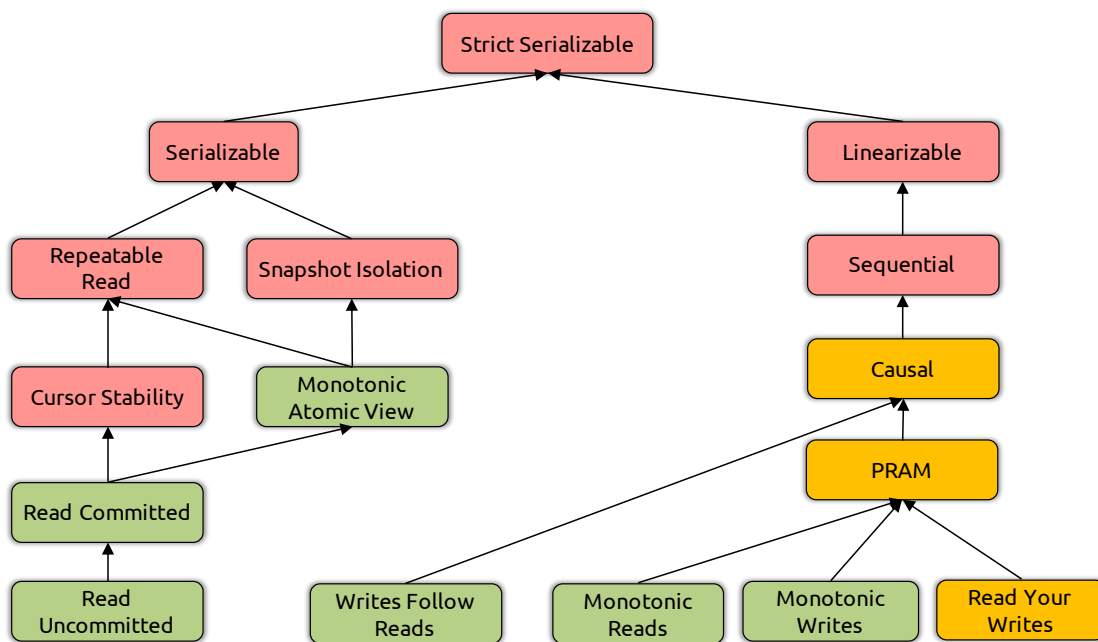 Strict Serializable
Serializable
Linearizable
Repeatable
Read
Snapshot Isolation
Sequential
Cursor Stability
Monotonic
Atomic View
Causal
PRAM
Read Committed
Read
Uncommitted
Writes Follow
Reads
Monotonic
Reads
Monotonic
Writes
Read Your
Writes